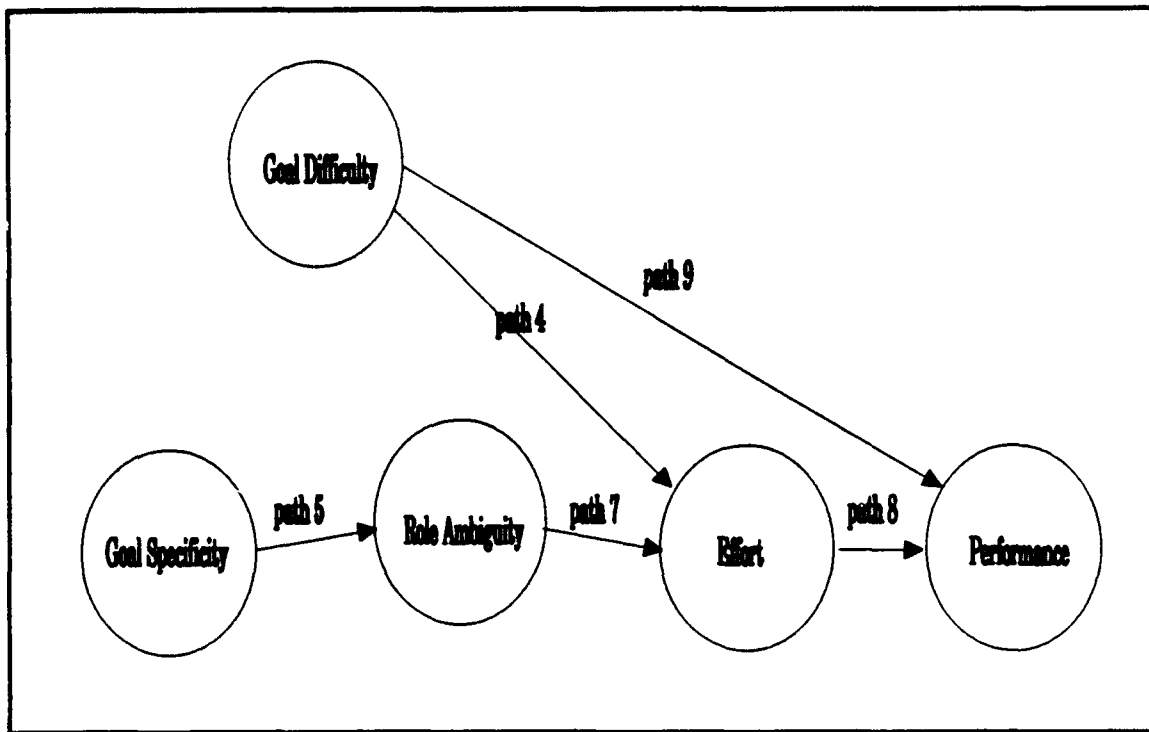 Goal Difficulty
path 9
path 4
path 5
path 7
path 8
Goal Specificity
Role Ambiguity
Effort
Performance